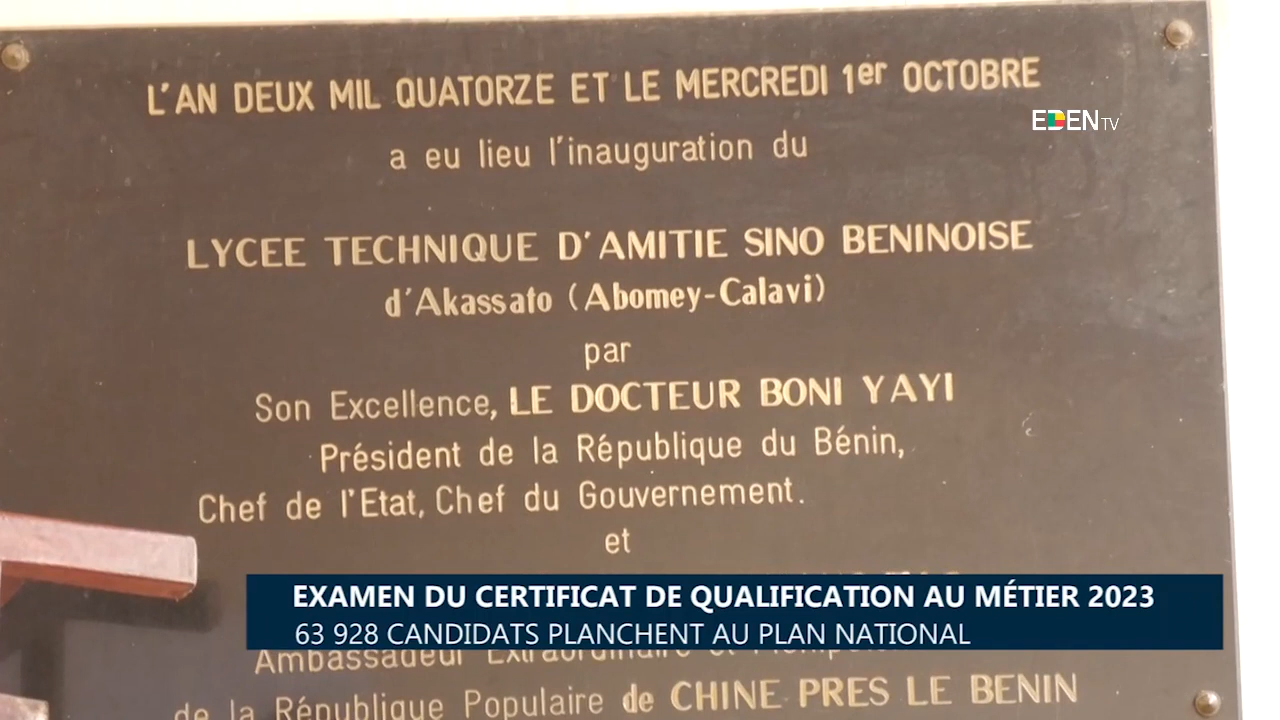 L'AN DEUX MIL QUATORZE ET LE MERCREDI 1er OCTOBRE
EDEN TV
a eu lieu l'inauguration du
LYCEE TECHNIQUE D'AMITIE SINO BENINOISE
d'Akassato (Abomey-Calavi)
par
Son Excellence, LE DOCTEUR BONI YAYI
Président de la République du Bénin,
Chef de l'Etat, Chef du Gouvernement.
et
EXAMEN DU CERTIFICAT DE QUALIFICATION AU MÉTIER 2023
63 928 CANDIDATS PLANCHENT AU PLAN NATIONAL
Ambassadeur Extraordinaire et
de la République Populaire de CHINE PRES LE BENIN